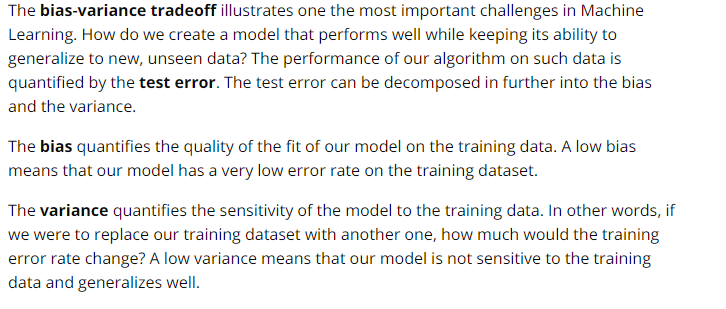 The bias-variance tradeoff illustrates one the most important challenges in Machine
Learning. How do we create a model that performs well while keeping its ability to
generalize to new, unseen data? The performance of our algorithm on such data is
quantified by the test error. The test error can be decomposed in further into the bias
and the variance.
The bias quantifies the quality of the fit of our model on the training data. A low bias
means that our model has a very low error rate on the training dataset.
The variance quantifies the sensitivity of the model to the training data. In other words, if
we were to replace our training dataset with another one, how much would the training
error rate change? A low variance means that our model is not sensitive to the training
data and generalizes well.